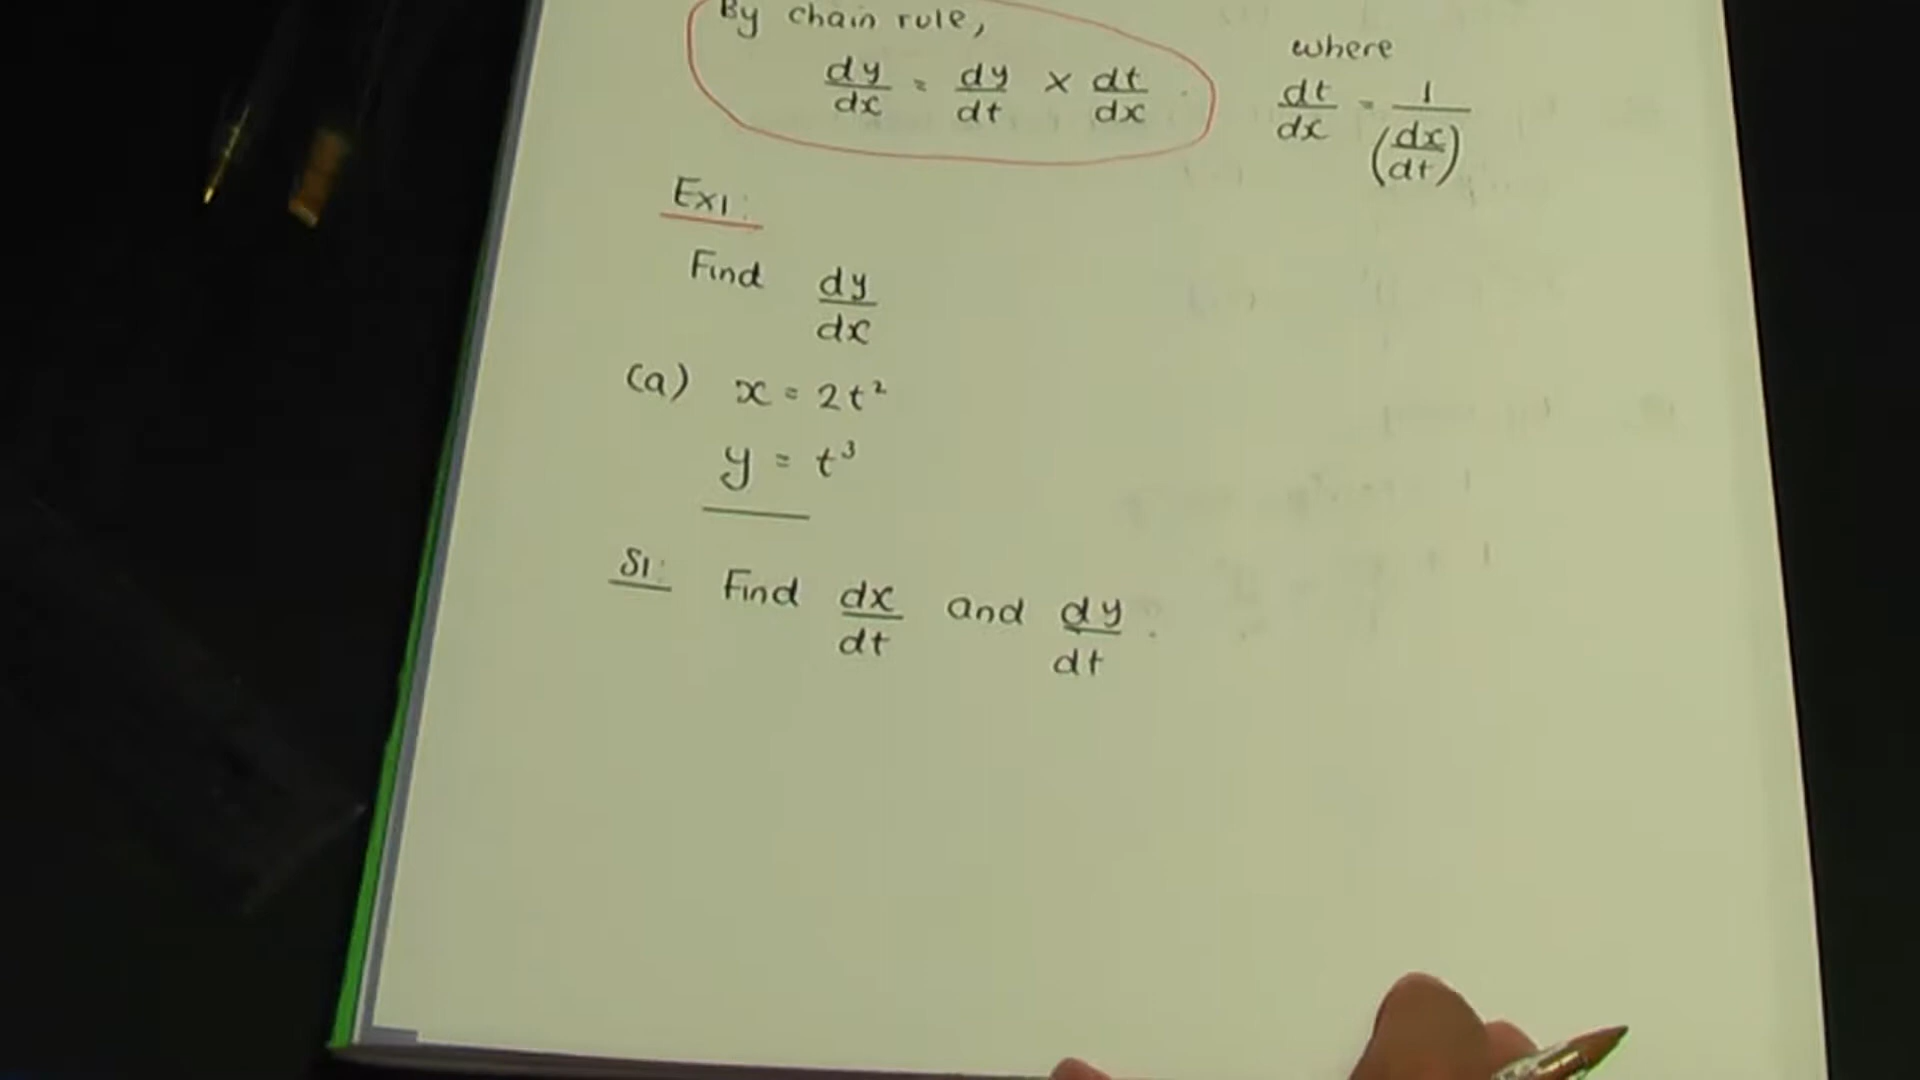 By chain rule,
dy/dx = dy/dt × dt/dx .
where
dt/dx = 1/(dx/dt)
Ex1:
Find dy/dx
(a) x = 2t²
y = t³
S1: Find dx/dt and dy/dt .